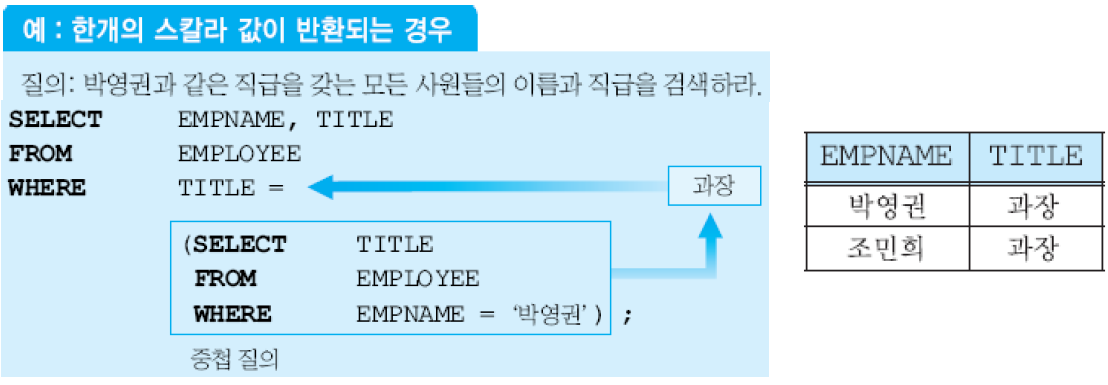 예 : 한개의 스칼라 값이 반환되는 경우
질의: 박영권과 같은 직급을 갖는 모든 사원들의 이름과 직급을 검색하라.
SELECT EMPNAME, TITLE
FROM EMPLOYEE
WHERE TITLE =
과장
(SELECT TITLE
FROM EMPLOYEE
WHERE EMPNAME = '박영권') ;
중첩 질의
EMPNAME TITLE
박영권 과장
조민희 과장